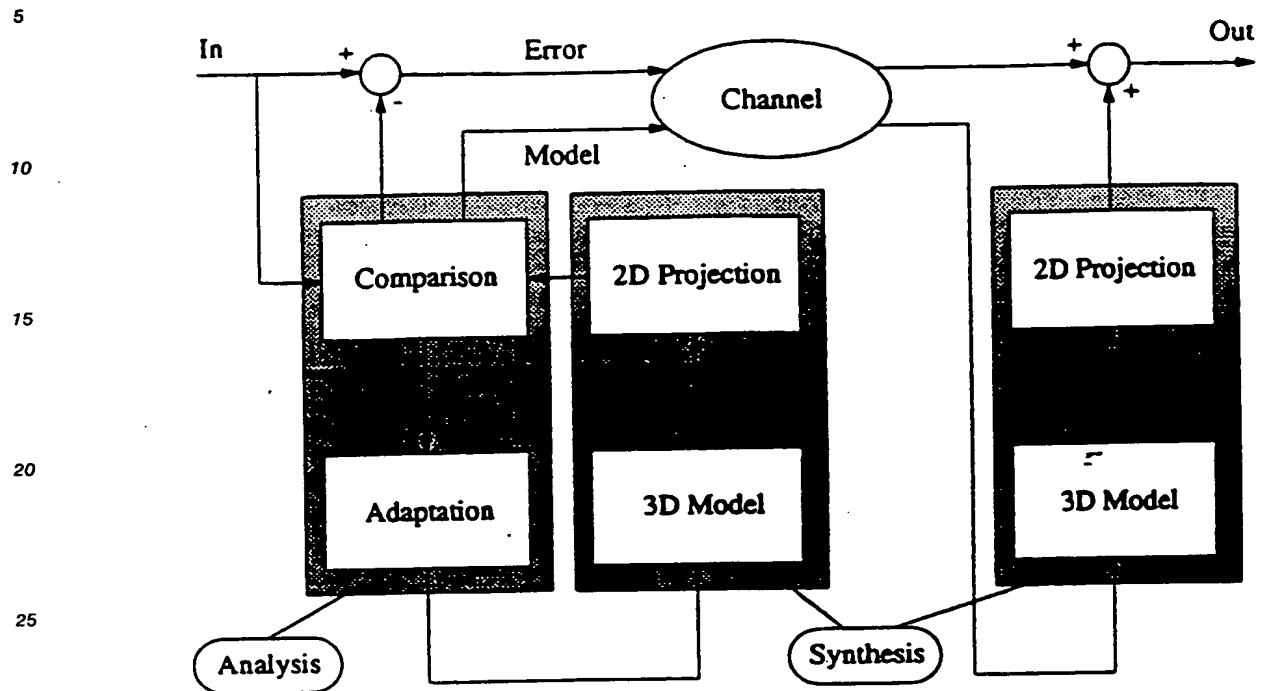 5
In
+
Error
+
Out
-
Channel
+
Model
10
Comparison
2D Projection
2D Projection
15
20
Adaptation
3D Model
3D Model
25
Analysis
Synthesis